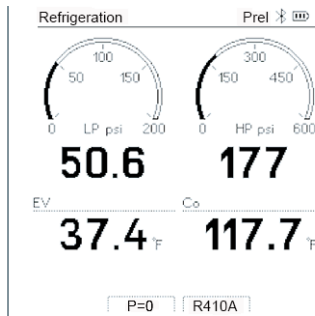 Refrigeration Prel
100 300
50 150 150 450
0 LP psi 200 0 HP psi 600
50.6 177
EV Co
37.4 °F 117.7 °F
P=0 R410A